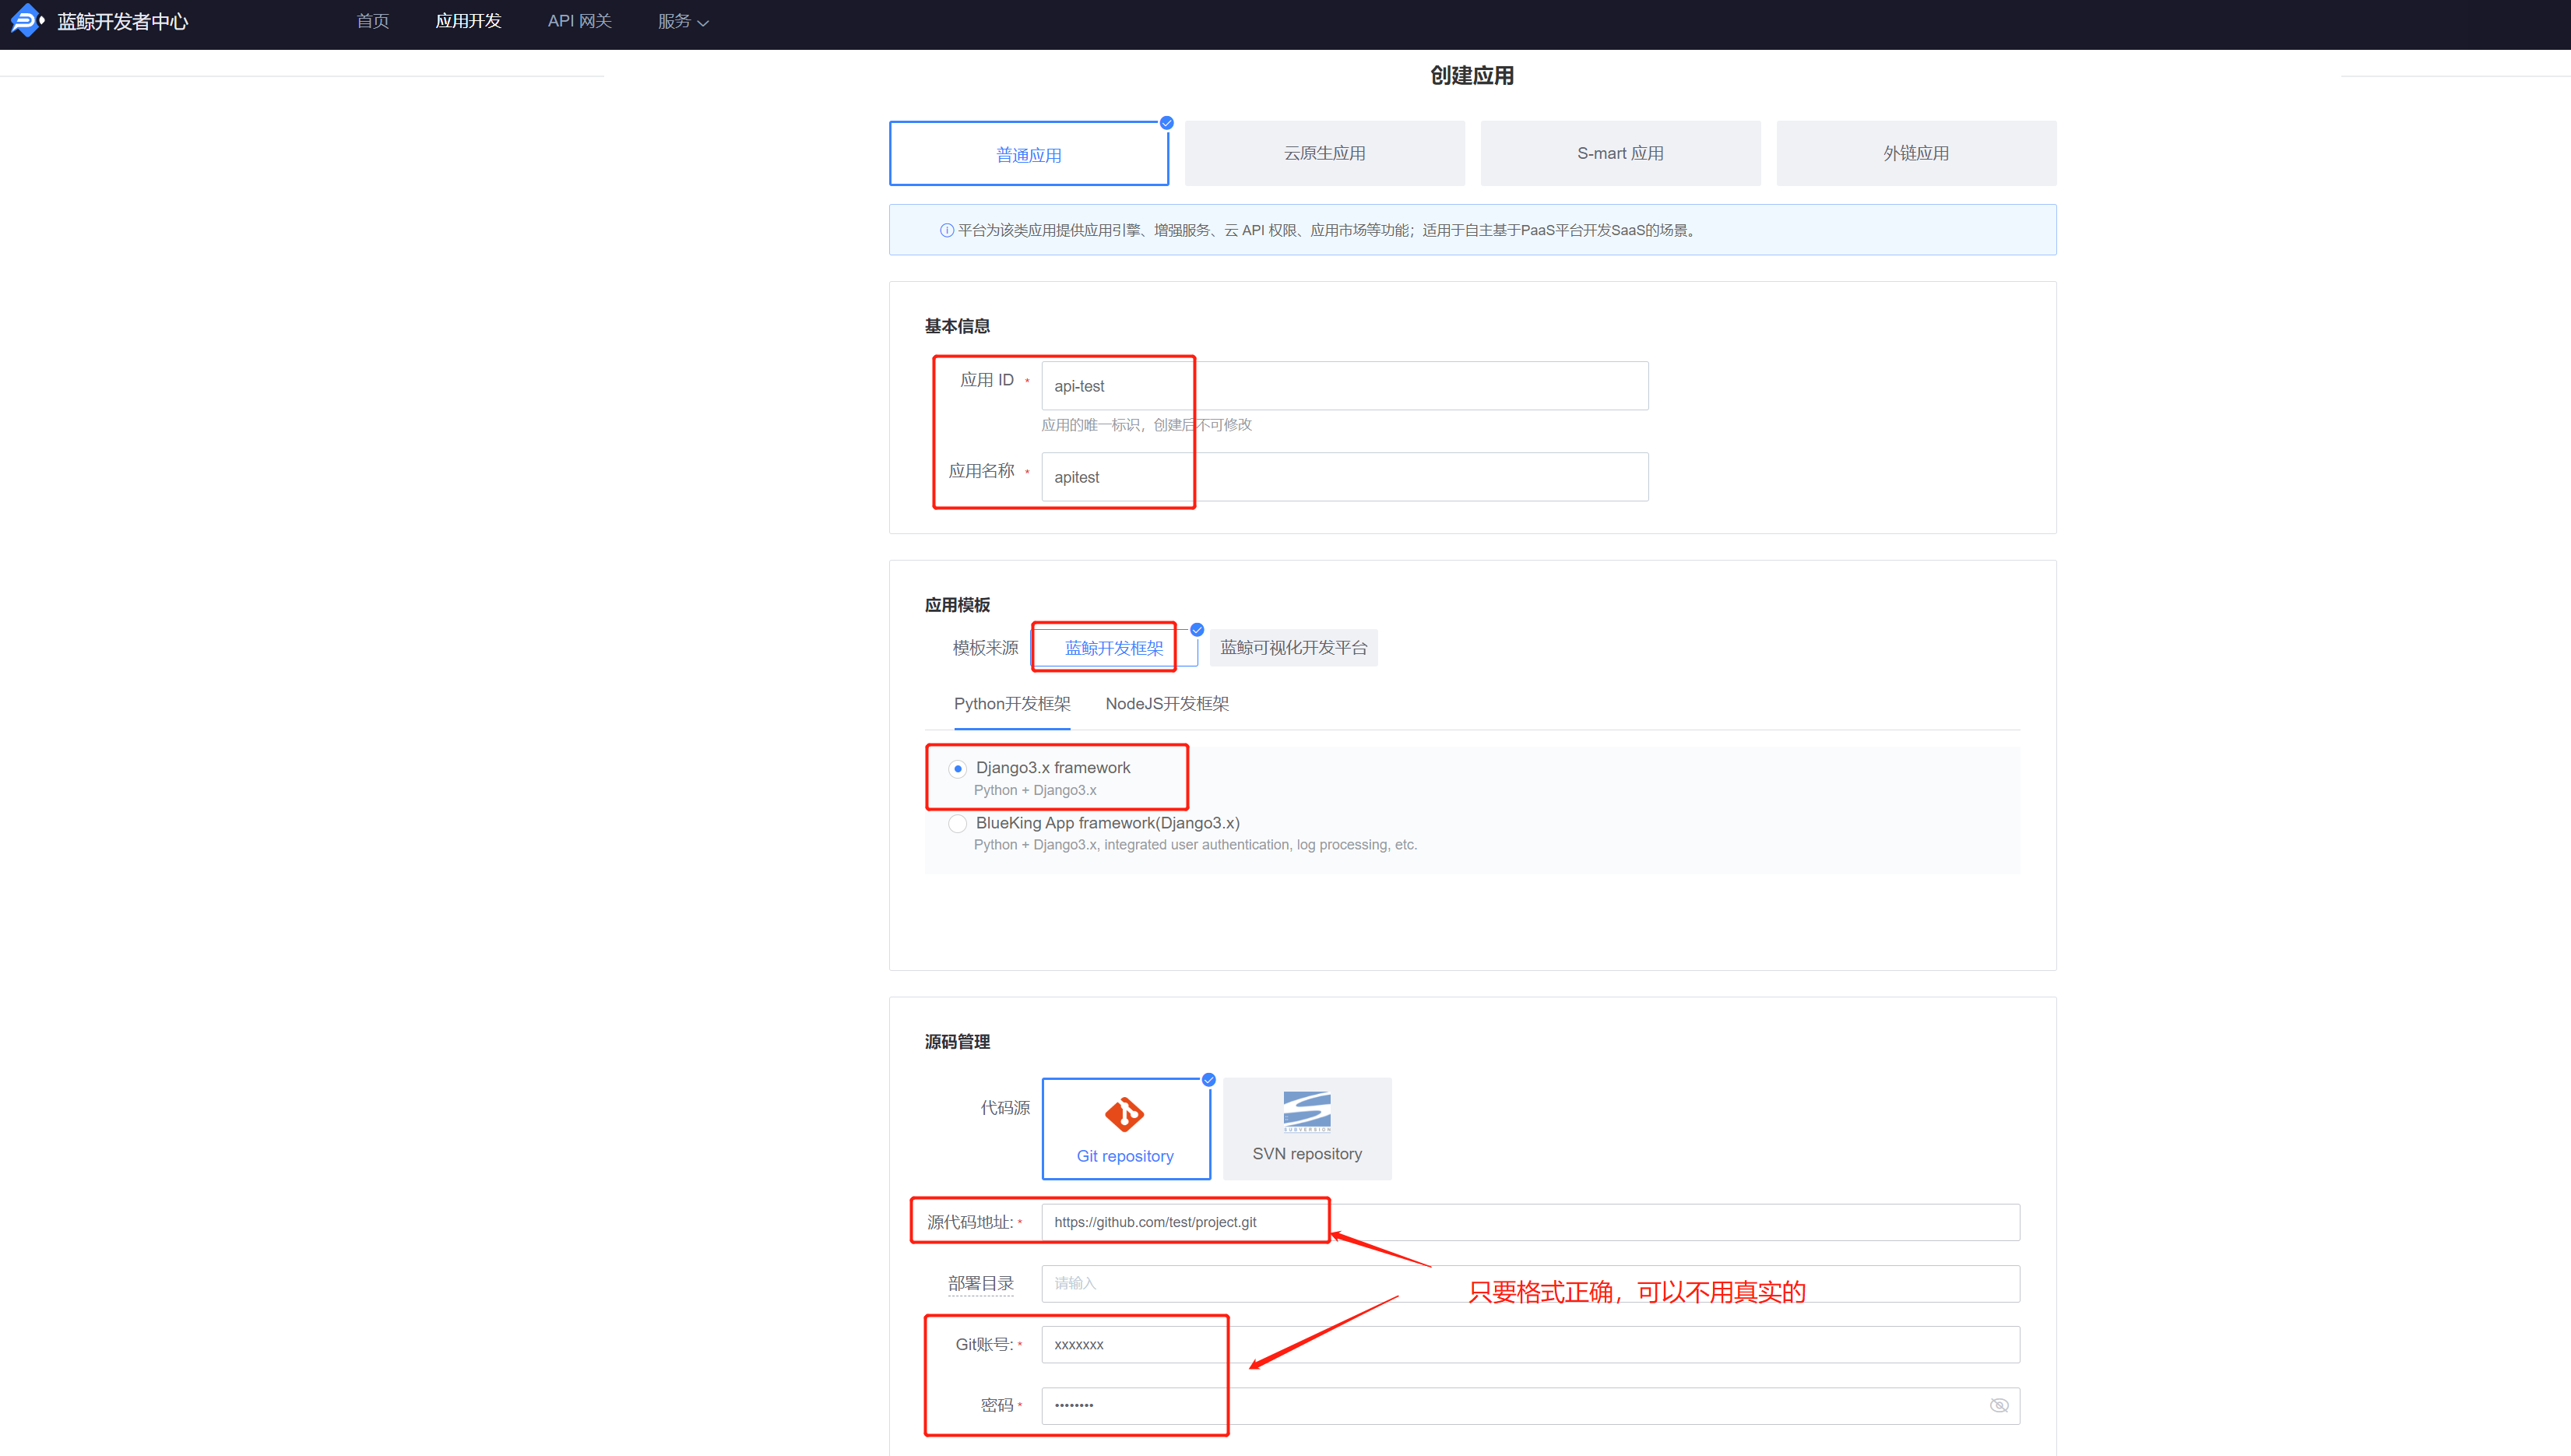 蓝鲸开发者中心 首页 应用开发 API 网关 服务
创建应用
普通应用 云原生应用 S-mart 应用 外链应用
平台为该类应用提供应用引擎、增强服务、云 API 权限、应用市场等功能；适用于自主基于PaaS平台开发SaaS的场景。
基本信息
应用 ID * api-test
应用的唯一标识，创建后不可修改
应用名称 * apitest
应用模板
模板来源 蓝鲸开发框架 蓝鲸可视化开发平台
Python开发框架 NodeJS开发框架
Django3.x framework
Python + Django3.x
BlueKing App framework(Django3.x)
Python + Django3.x, integrated user authentication, log processing, etc.
源码管理
代码源
SUBVERSION
Git repository SVN repository
源代码地址: * https://github.com/test/project.git
部署目录 请输入
只要格式正确，可以不用真实的
Git账号: * xxxxxxx
密码 * ••••••••